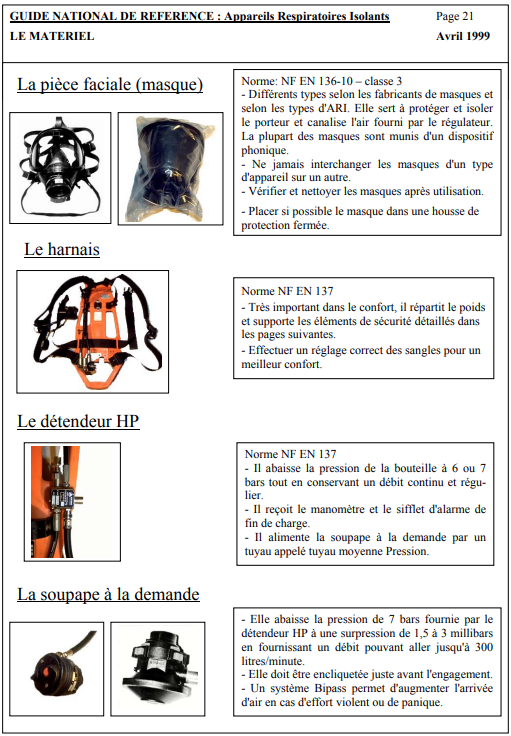 GUIDE NATIONAL DE REFERENCE : Appareils Respiratoires Isolants Page 21
LE MATERIEL Avril 1999
La pièce faciale (masque)
Norme: NF EN 136-10 – classe 3
- Différents types selon les fabricants de masques et
selon les types d'ARI. Elle sert à protéger et isoler
le porteur et canalise l'air fourni par le régulateur.
La plupart des masques sont munis d'un dispositif
phonique.
- Ne jamais interchanger les masques d'un type
d'appareil sur un autre.
- Vérifier et nettoyer les masques après utilisation.
- Placer si possible le masque dans une housse de
protection fermée.
Le harnais
Norme NF EN 137
- Très important dans le confort, il répartit le poids
et supporte les éléments de sécurité détaillés dans
les pages suivantes.
- Effectuer un réglage correct des sangles pour un
meilleur confort.
Le détendeur HP
Norme NF EN 137
- Il abaisse la pression de la bouteille à 6 ou 7
bars tout en conservant un débit continu et régu-
lier.
- Il reçoit le manomètre et le sifflet d'alarme de
fin de charge.
- Il alimente la soupape à la demande par un
tuyau appelé tuyau moyenne Pression.
La soupape à la demande
- Elle abaisse la pression de 7 bars fournie par le
détendeur HP à une surpression de 1,5 à 3 millibars
en fournissant un débit pouvant aller jusqu'à 300
litres/minute.
- Elle doit être encliquetée juste avant l'engagement.
- Un système Bipass permet d'augmenter l'arrivée
d'air en cas d'effort violent ou de panique.